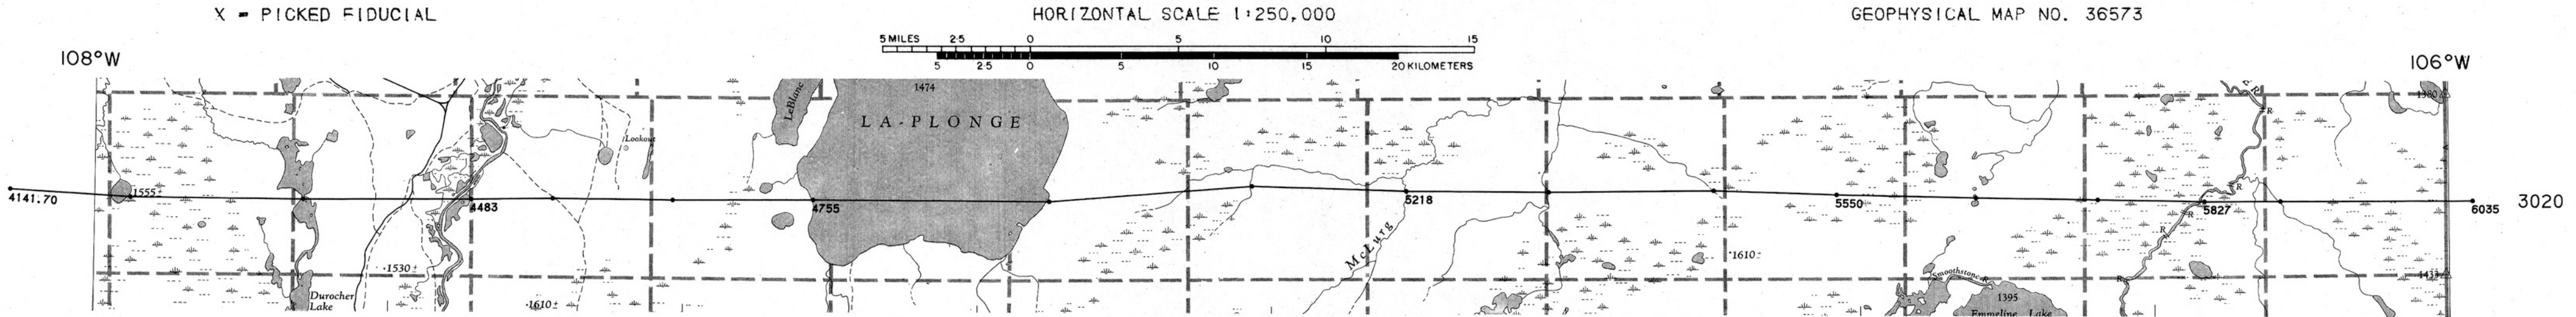 X = PICKED FIDUCIAL
HORIZONTAL SCALE 1:250,000
GEOPHYSICAL MAP NO. 36573
5 MILES 2·5 0 5 10 15
5 2·5 0 5 10 15 20 KILOMETERS
108°W
106°W
LeBlanc
1474
LA-PLONGE
Lookout
1380
R
R
1555±
4141.70
4483
4755
5218
5550
5827
6035
3020
R
R
McLurg
·1530±
·1610±
1433
Smoothstone
R
Durocher
Lake
·1610±
1395
Emmeline Lake